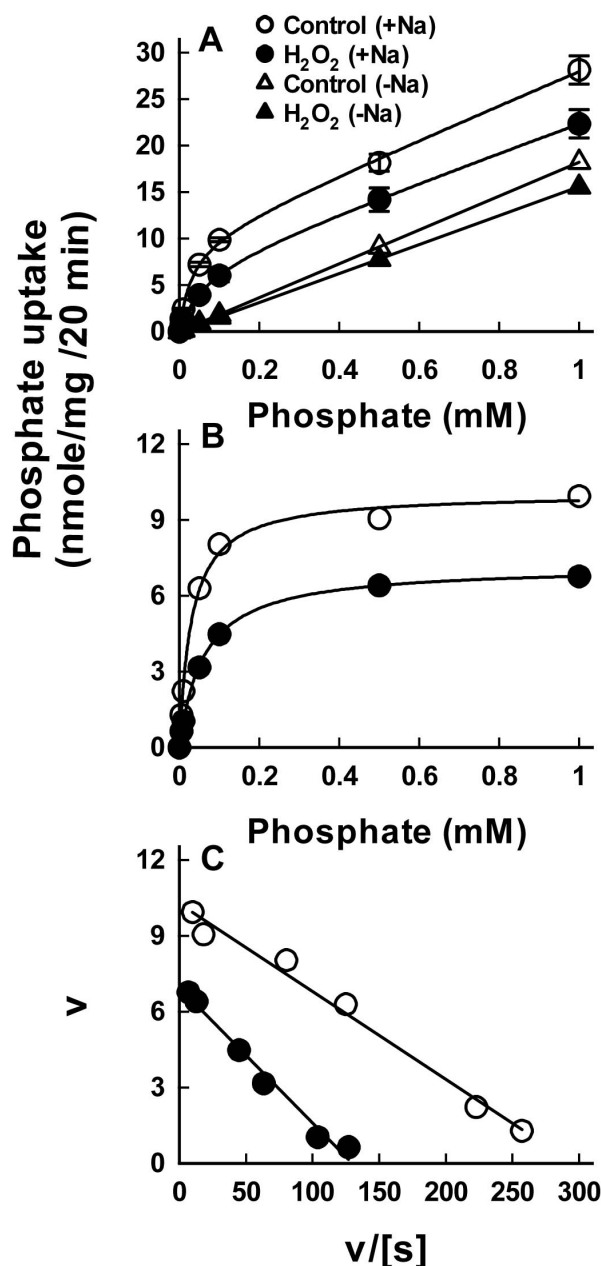 A
Control (+Na)
H₂O₂ (+Na)
Control (-Na)
H₂O₂ (-Na)
30
25
20
15
10
5
0
0 0.2 0.4 0.6 0.8 1
Phosphate (mM)
Phosphate uptake
(nmole/mg /20 min)
B
12
9
6
3
0
0 0.2 0.4 0.6 0.8 1
Phosphate (mM)
C
12
9
6
3
0
v
0 50 100 150 200 250 300
v/[s]